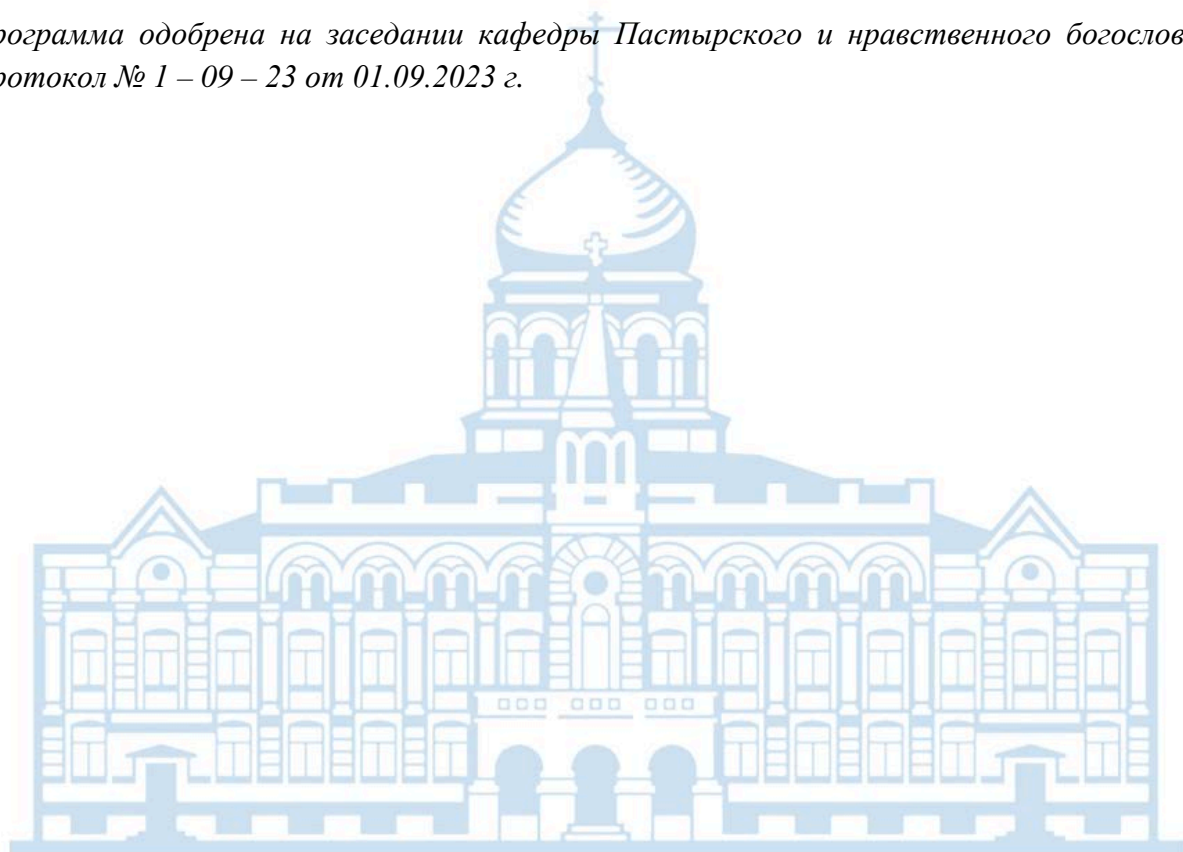 рограмма одобрена на заседании кафедры Пастырского и нравственного богослов
ротокол № 1 – 09 – 23 от 01.09.2023 г.